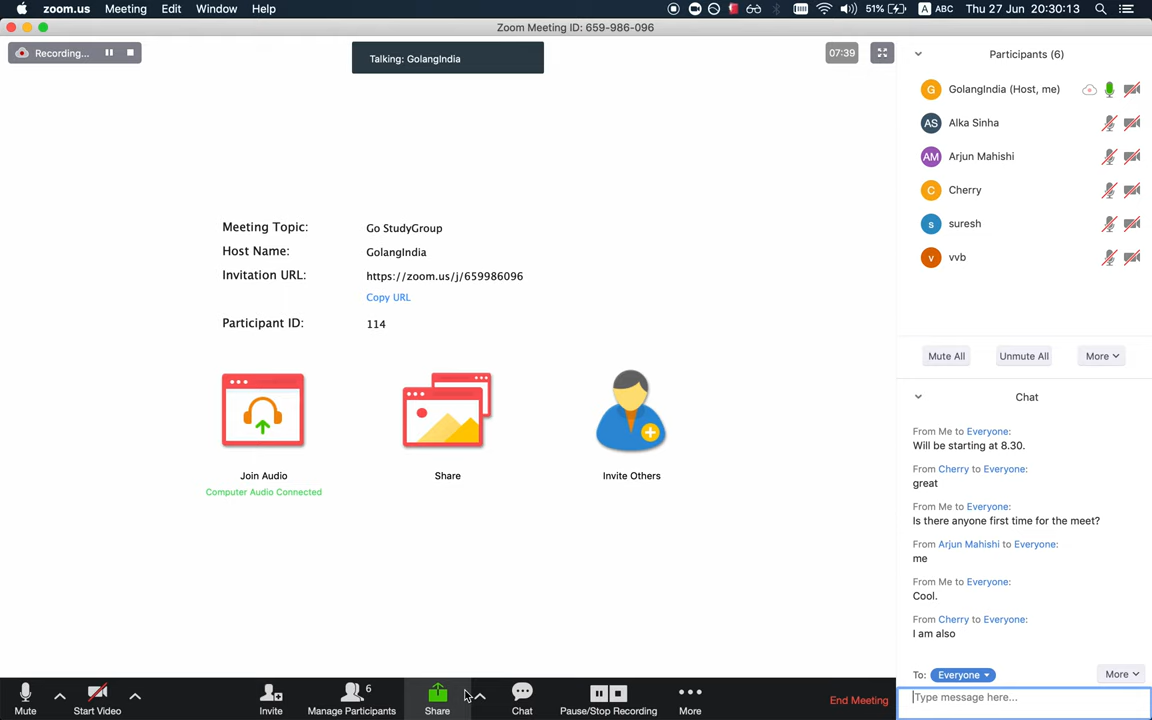 zoom.us Meeting Edit Window Help
51% A ABC Thu 27 Jun 20:30:13
Zoom Meeting ID: 659-986-096
Recording...
Talking: GolangIndia
07:39
Meeting Topic: Go StudyGroup
Host Name: GolangIndia
Invitation URL: https://zoom.us/j/659986096
Copy URL
Participant ID: 114
Join Audio
Computer Audio Connected
Share
Invite Others
Participants (6)
G GolangIndia (Host, me)
AS Alka Sinha
AM Arjun Mahishi
C Cherry
s suresh
v vvb
Mute All Unmute All More
Chat
From Me to Everyone:
Will be starting at 8.30.
From Cherry to Everyone:
great
From Me to Everyone:
Is there anyone first time for the meet?
From Arjun Mahishi to Everyone:
me
From Me to Everyone:
Cool.
From Cherry to Everyone:
I am also
To: Everyone More
Type message here...
Mute Start Video Invite 6 Manage Participants Share Chat Pause/Stop Recording More End Meeting